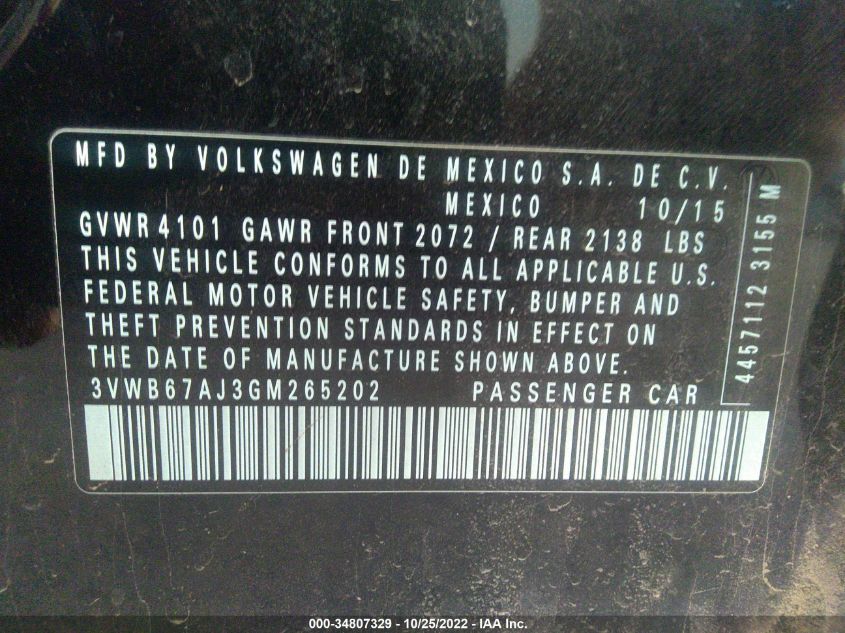 MFD BY VOLKSWAGEN DE MEXICO S.A. DE C.V.
MEXICO 10/15
GVWR 4101 GAWR FRONT 2072 / REAR 2138 LBS
THIS VEHICLE CONFORMS TO ALL APPLICABLE U.S.
FEDERAL MOTOR VEHICLE SAFETY, BUMPER AND
THEFT PREVENTION STANDARDS IN EFFECT ON
THE DATE OF MANUFACTURE SHOWN ABOVE.
3VWB67AJ3GM265202 PASSENGER CAR
4457112 3155 M
000-34807329 - 10/25/2022 - IAA Inc.